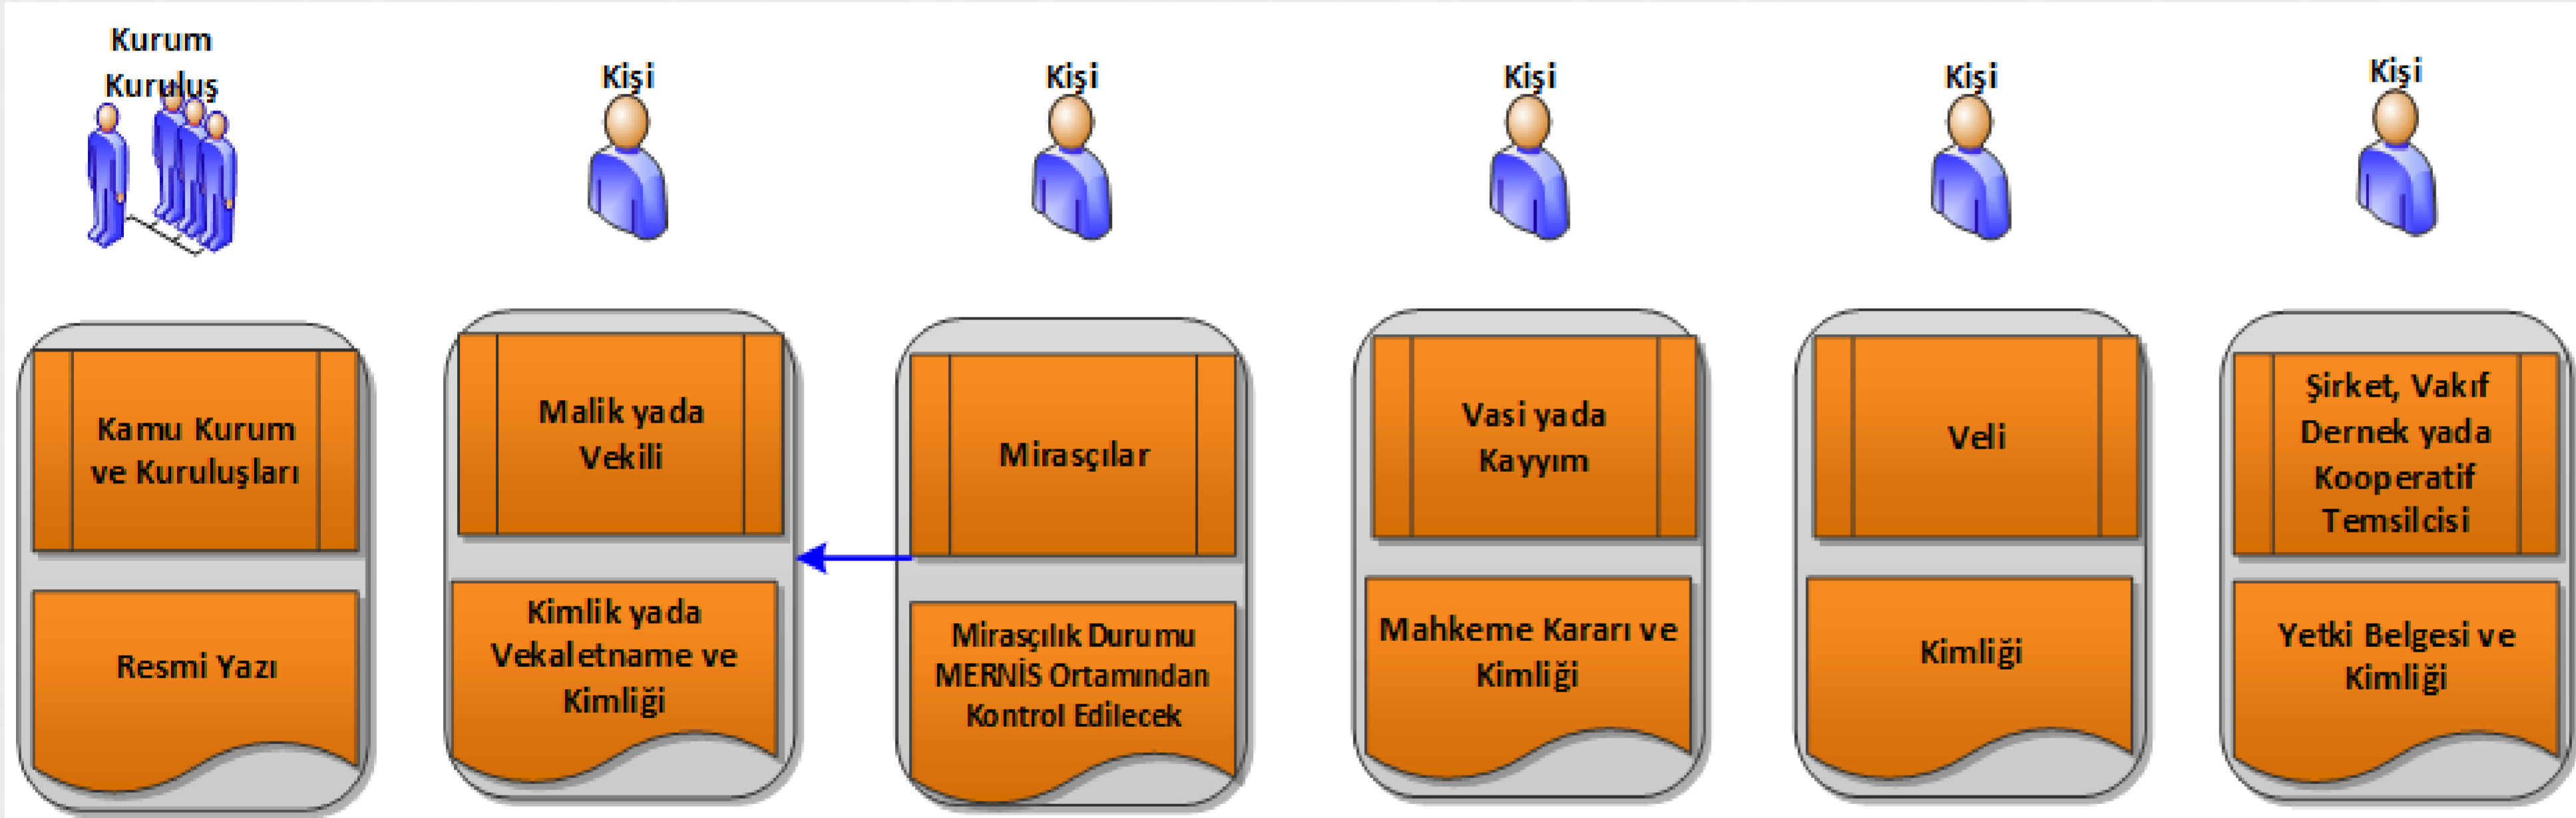 Kurum
Kuruluş
Kişi
Kişi
Kişi
Kişi
Kişi
Kamu Kurum
ve Kuruluşları
Resmi Yazı
Malik yada
Vekili
Kimlik yada
Vekaletname ve
Kimliği
Mirasçılar
Mirasçılık Durumu
MERNİS Ortamından
Kontrol Edilecek
Vasi yada
Kayyım
Mahkeme Kararı ve
Kimliği
Veli
Kimliği
Şirket, Vakıf
Dernek yada
Kooperatif
Temsilcisi
Yetki Belgesi ve
Kimliği